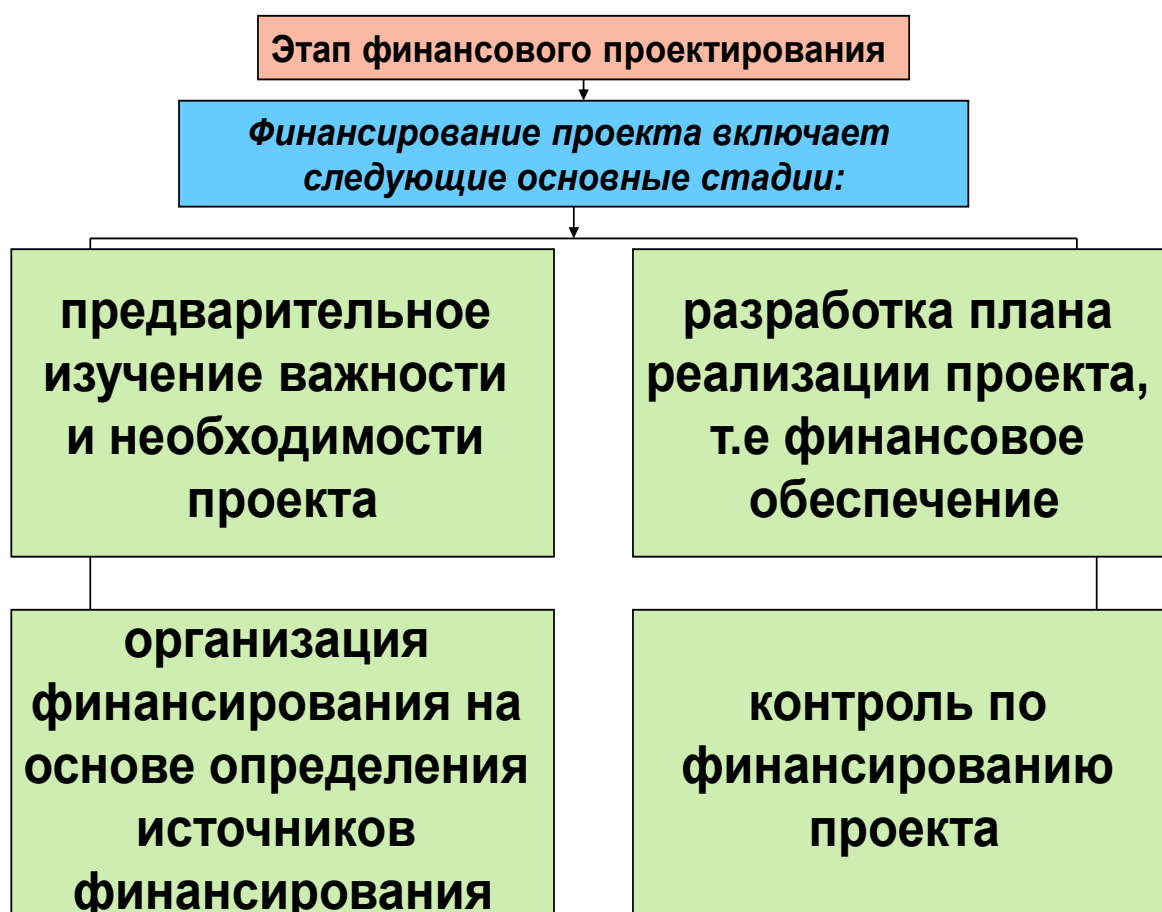 Этап финансового проектирования
Финансирование проекта включает
следующие основные стадии:
предварительное
изучение важности
и необходимости
проекта
разработка плана
реализации проекта,
т.е финансовое
обеспечение
организация
финансирования на
основе определения
источников
финансирования
контроль по
финансированию
проекта